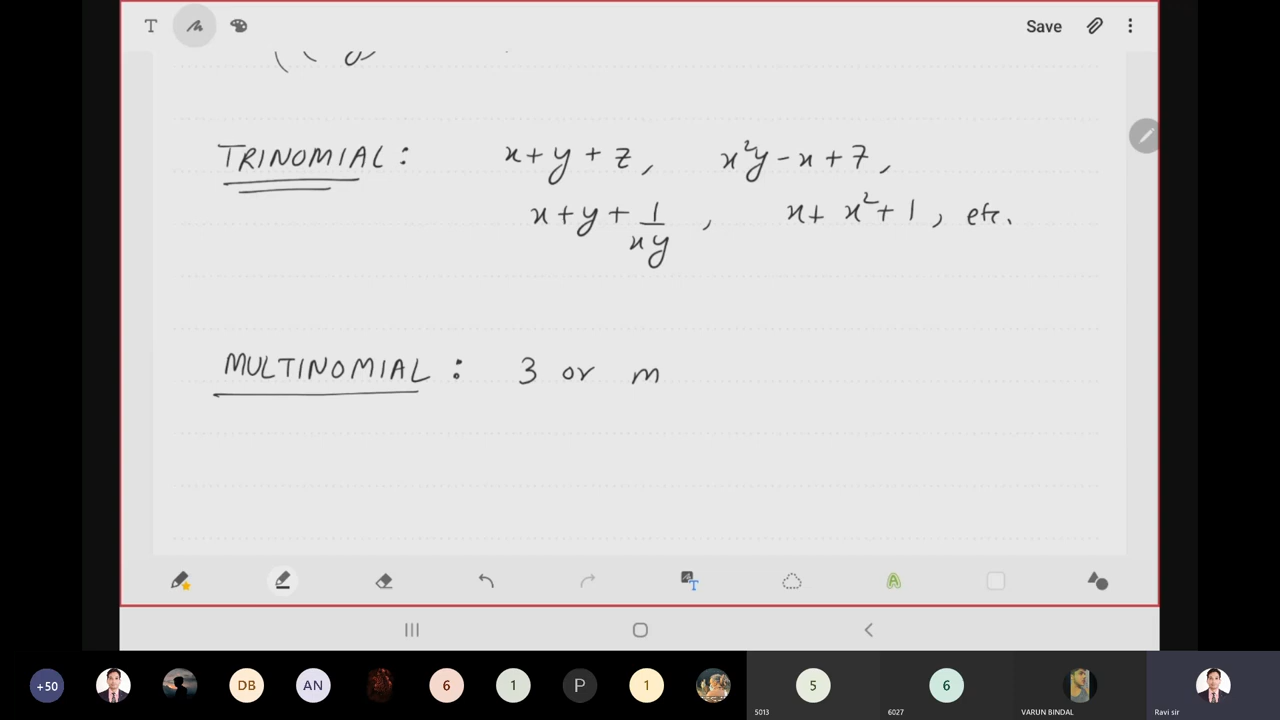 T Save
TRINOMIAL : x + y + z , x²y - x + 7 ,
x + y + 1/xy , x + x² + 1 , etc.
MULTINOMIAL : 3 or m
T A
+50 DB AN 6 1 P 1 5 6
5013 6027 VARUN BINDAL Ravi sir